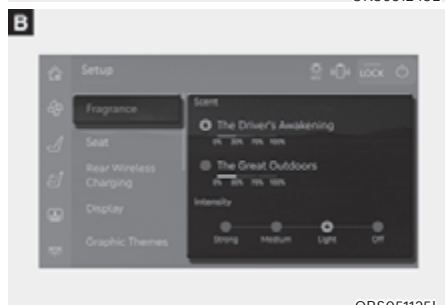 B
Setup
LOCK
Fragrance
Seat
Rear Wireless
Charging
Display
Graphic Themes
Scent
The Driver's Awakening
0% 30% 70% 100%
The Great Outdoors
0% 30% 70% 100%
Intensity
Strong Medium Light Off